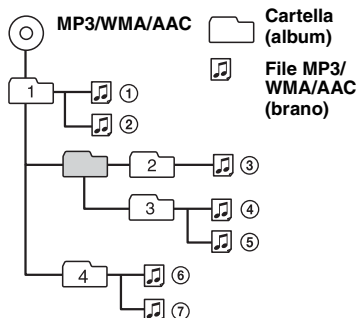 MP3/WMA/AAC
Cartella
(album)
File MP3/
WMA/AAC
(brano)
1
①
②
2
③
3
④
⑤
4
⑥
⑦